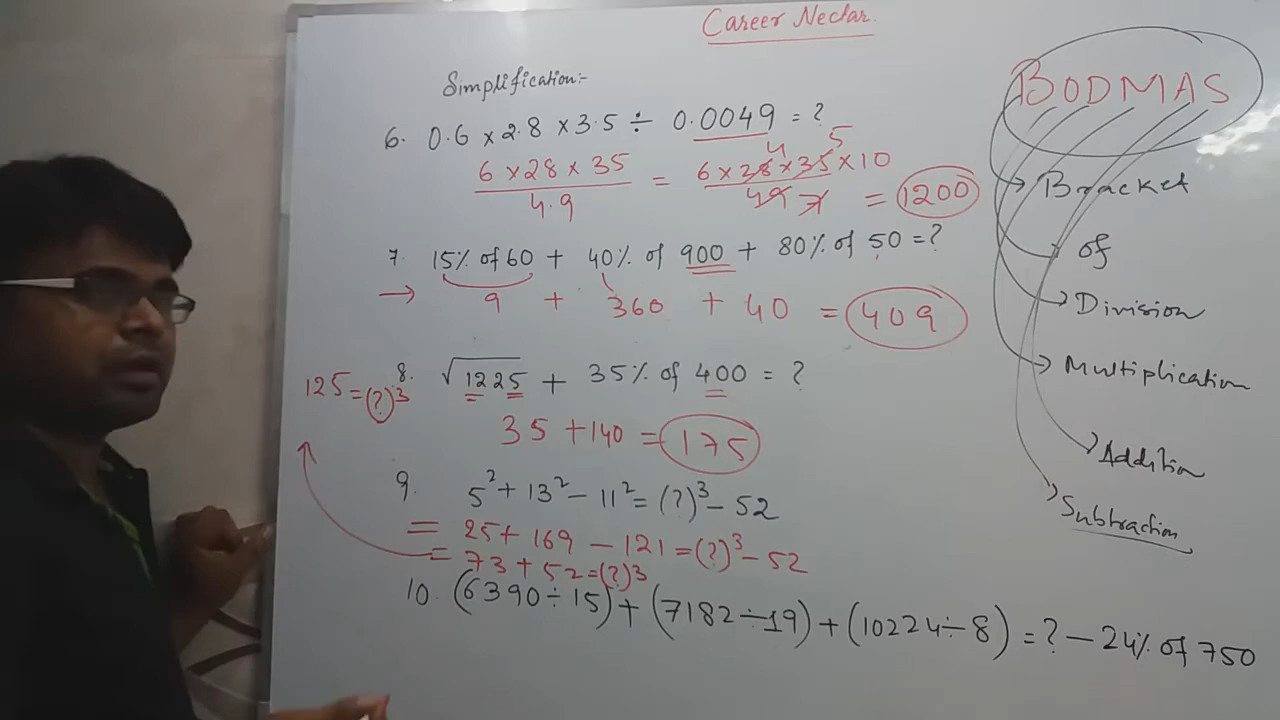 Career Nectar.
Simplification:-
6. 0.6 × 2.8 × 3.5 ÷ 0.0049 = ?
6 × 28 × 35 / 4.9 = 6 × 28 × 35 × 10 / 49 7 = 1200
4 5
7. 15% of 60 + 40% of 900 + 80% of 50 = ?
→ 9 + 360 + 40 = 409
8. √1225 + 35% of 400 = ?
125 = (?)³
35 + 140 = 175
9. 5² + 13² - 11² = (?)³ - 52
= 25 + 169 - 121 = (?)³ - 52
= 73 + 52 = (?)³
10. (6390 ÷ 15) + (7182 ÷ 19) + (10224 ÷ 8) = ? - 24% of 750
BODMAS
Bracket
of
Division
Multiplication
Addition
Subtraction